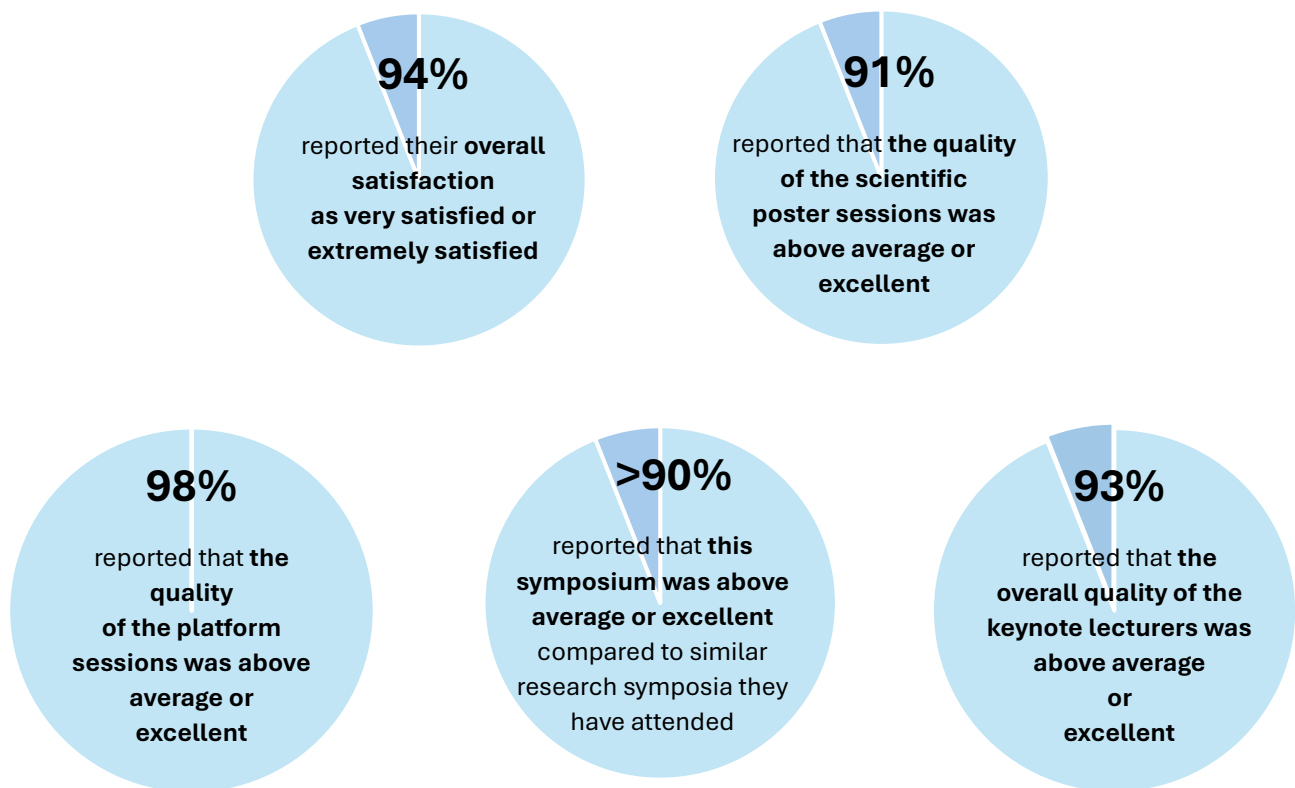 94%
reported their overall
satisfaction
as very satisfied or
extremely satisfied
91%
reported that the quality
of the scientific
poster sessions was
above average or
excellent
98%
reported that the
quality
of the platform
sessions was above
average or
excellent
>90%
reported that this
symposium was above
average or excellent
compared to similar
research symposia they
have attended
93%
reported that the
overall quality of the
keynote lecturers was
above average
or
excellent